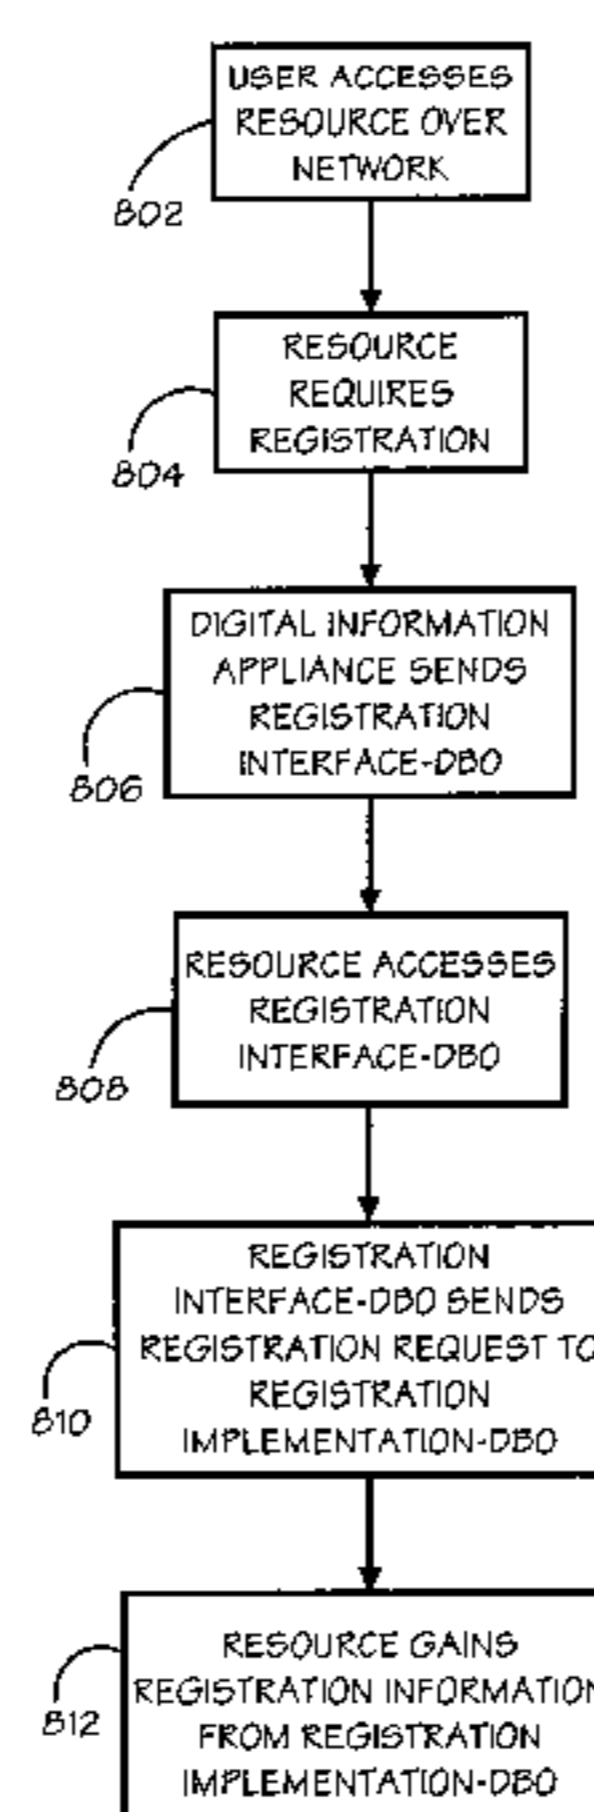 USER ACCESSES
RESOURCE OVER
NETWORK
802
RESOURCE
REQUIRES
REGISTRATION
804
DIGITAL INFORMATION
APPLIANCE SENDS
REGISTRATION
INTERFACE-DBO
806
RESOURCE ACCESSES
REGISTRATION
INTERFACE-DBO
808
REGISTRATION
INTERFACE-DBO SENDS
REGISTRATION REQUEST TO
REGISTRATION
IMPLEMENTATION-DBO
810
RESOURCE GAINS
REGISTRATION INFORMATION
FROM REGISTRATION
IMPLEMENTATION-DBO
812